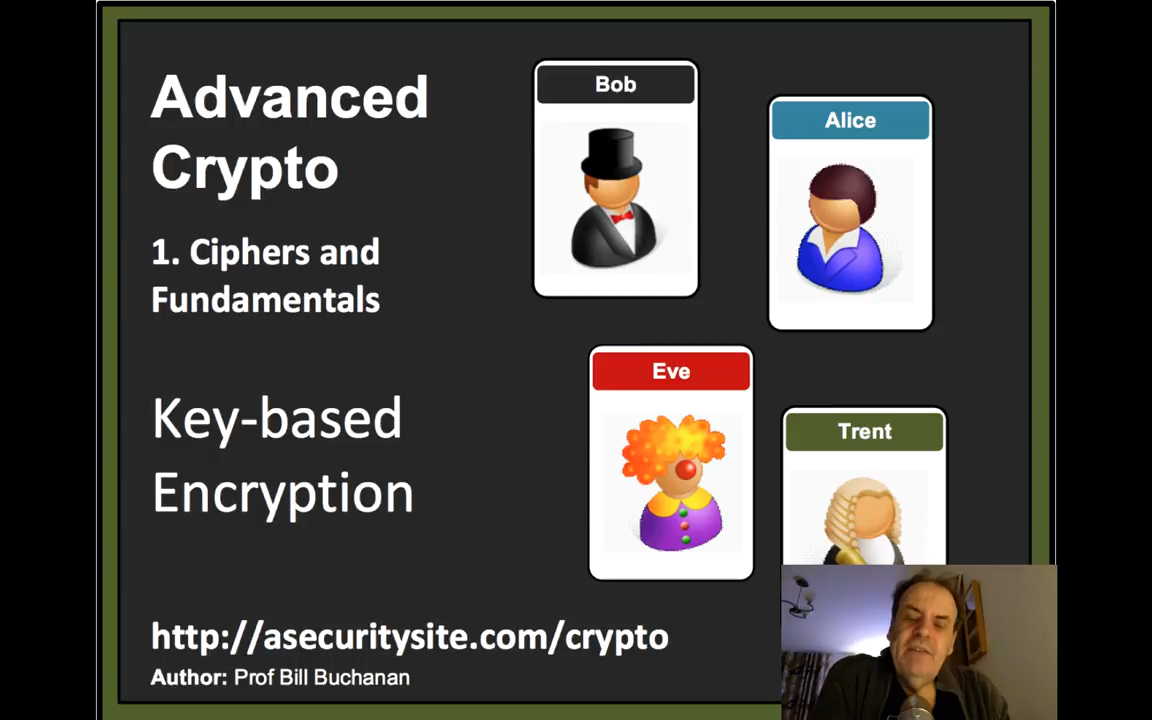 Advanced
Crypto
1. Ciphers and
Fundamentals
Key-based
Encryption
http://asecuritysite.com/crypto
Author: Prof Bill Buchanan
Bob
Alice
Eve
Trent